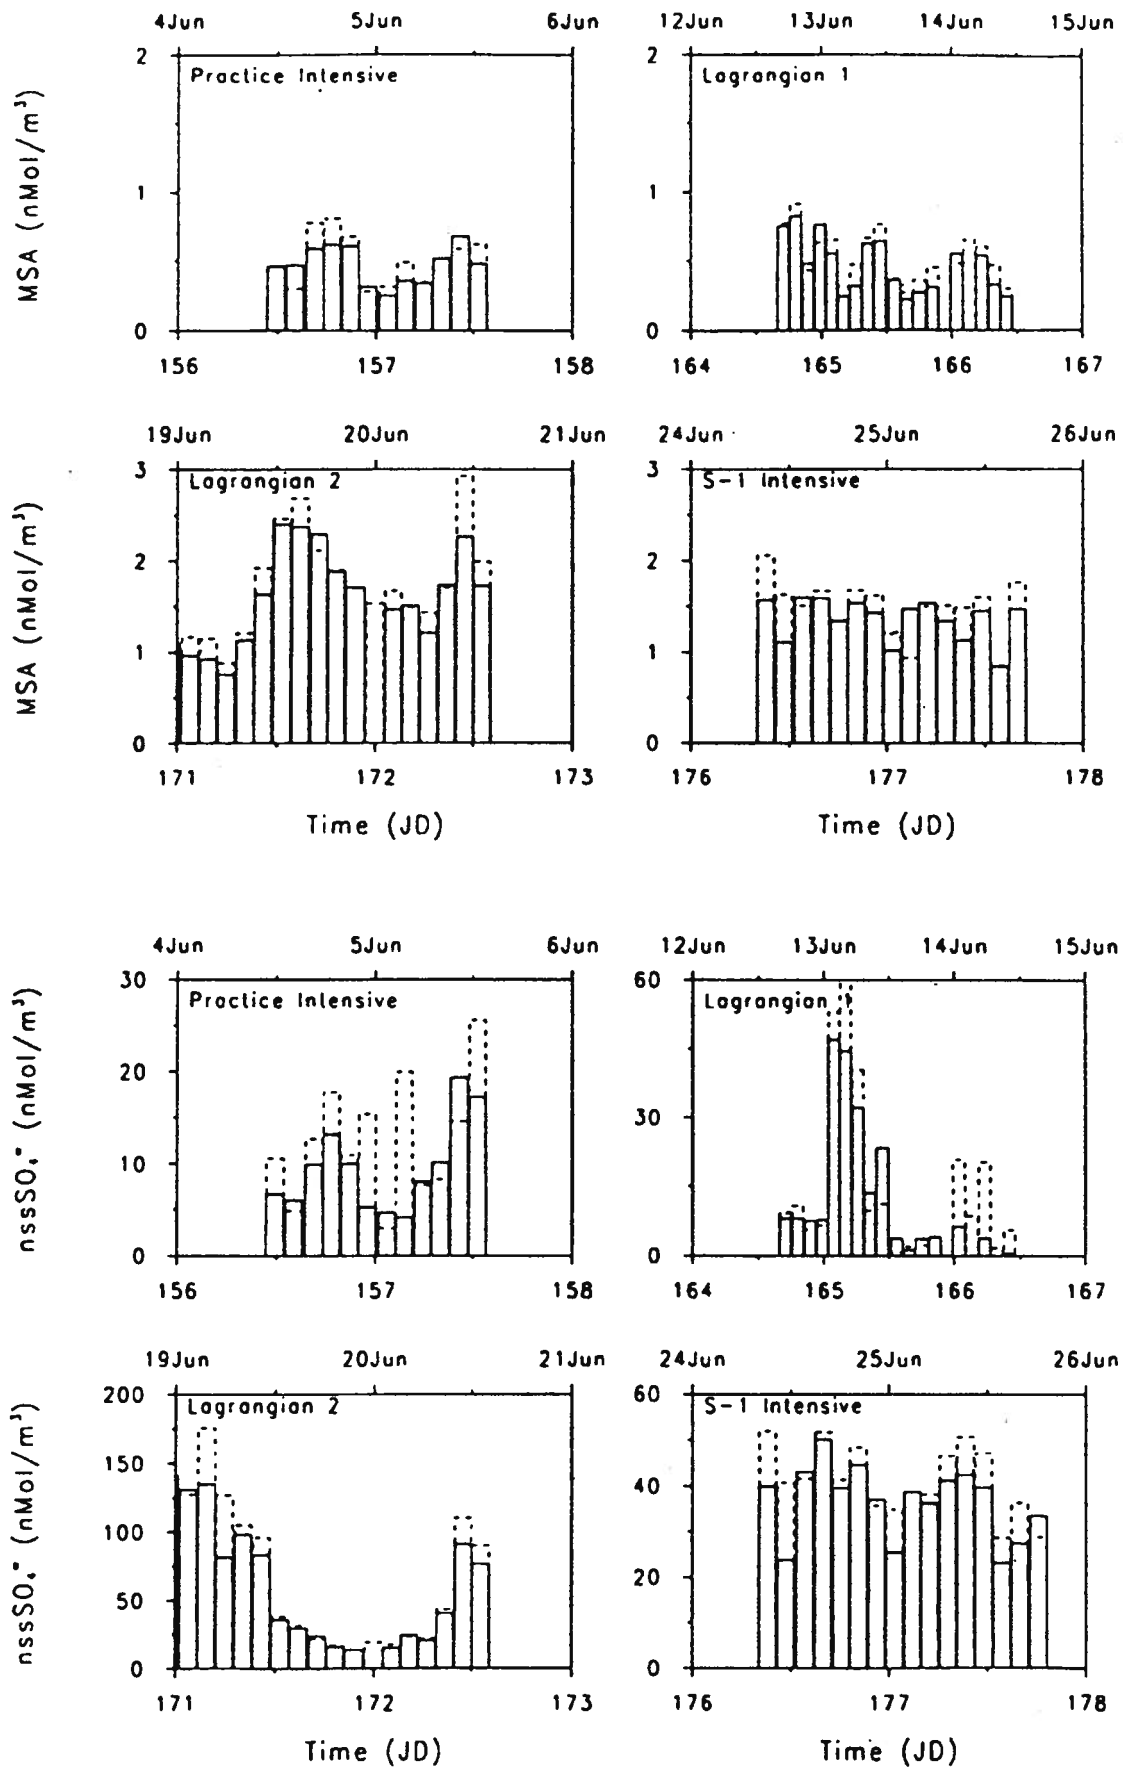 4Jun 5Jun 6Jun 12Jun 13Jun 14Jun 15Jun
2 2
Practice Intensive Lagrangian 1
MSA (nMol/m³)
1 1
0 0
156 157 158 164 165 166 167
19Jun 20Jun 21Jun 24Jun 25Jun 26Jun
3 3
Lagrangian 2 S-1 Intensive
MSA (nMol/m³)
2 2
1 1
0 0
171 172 173 176 177 178
Time (JD) Time (JD)
4Jun 5Jun 6Jun 12Jun 13Jun 14Jun 15Jun
30 60
Practice Intensive Lagrangian
nssSO₄⁼ (nMol/m³)
20
30
10
0 0
156 157 158 164 165 166 167
19Jun 20Jun 21Jun 24Jun 25Jun 26Jun
200 60
Lagrangian 2 S-1 Intensive
nssSO₄⁼ (nMol/m³)
150
40
100
20
50
0 0
171 172 173 176 177 178
Time (JD) Time (JD)